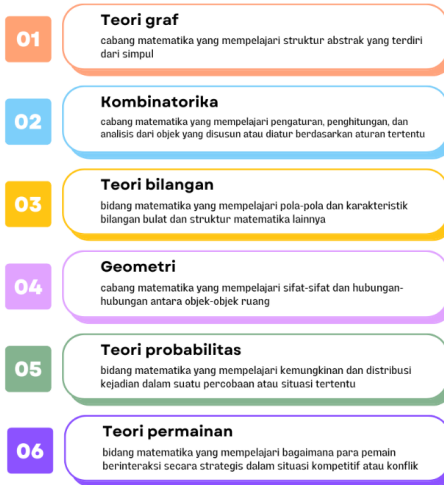 01
Teori graf
cabang matematika yang mempelajari struktur abstrak yang terdiri
dari simpul
02
Kombinatorika
cabang matematika yang mempelajari pengaturan, penghitungan, dan
analisis dari objek yang disusun atau diatur berdasarkan aturan tertentu
03
Teori bilangan
bidang matematika yang mempelajari pola-pola dan karakteristik
bilangan bulat dan struktur matematika lainnya
04
Geometri
cabang matematika yang mempelajari sifat-sifat dan hubungan-
hubungan antara objek-objek ruang
05
Teori probabilitas
bidang matematika yang mempelajari kemungkinan dan distribusi
kejadian dalam suatu percobaan atau situasi tertentu
06
Teori permainan
bidang matematika yang mempelajari bagaimana para pemain
berinteraksi secara strategis dalam situasi kompetitif atau konflik